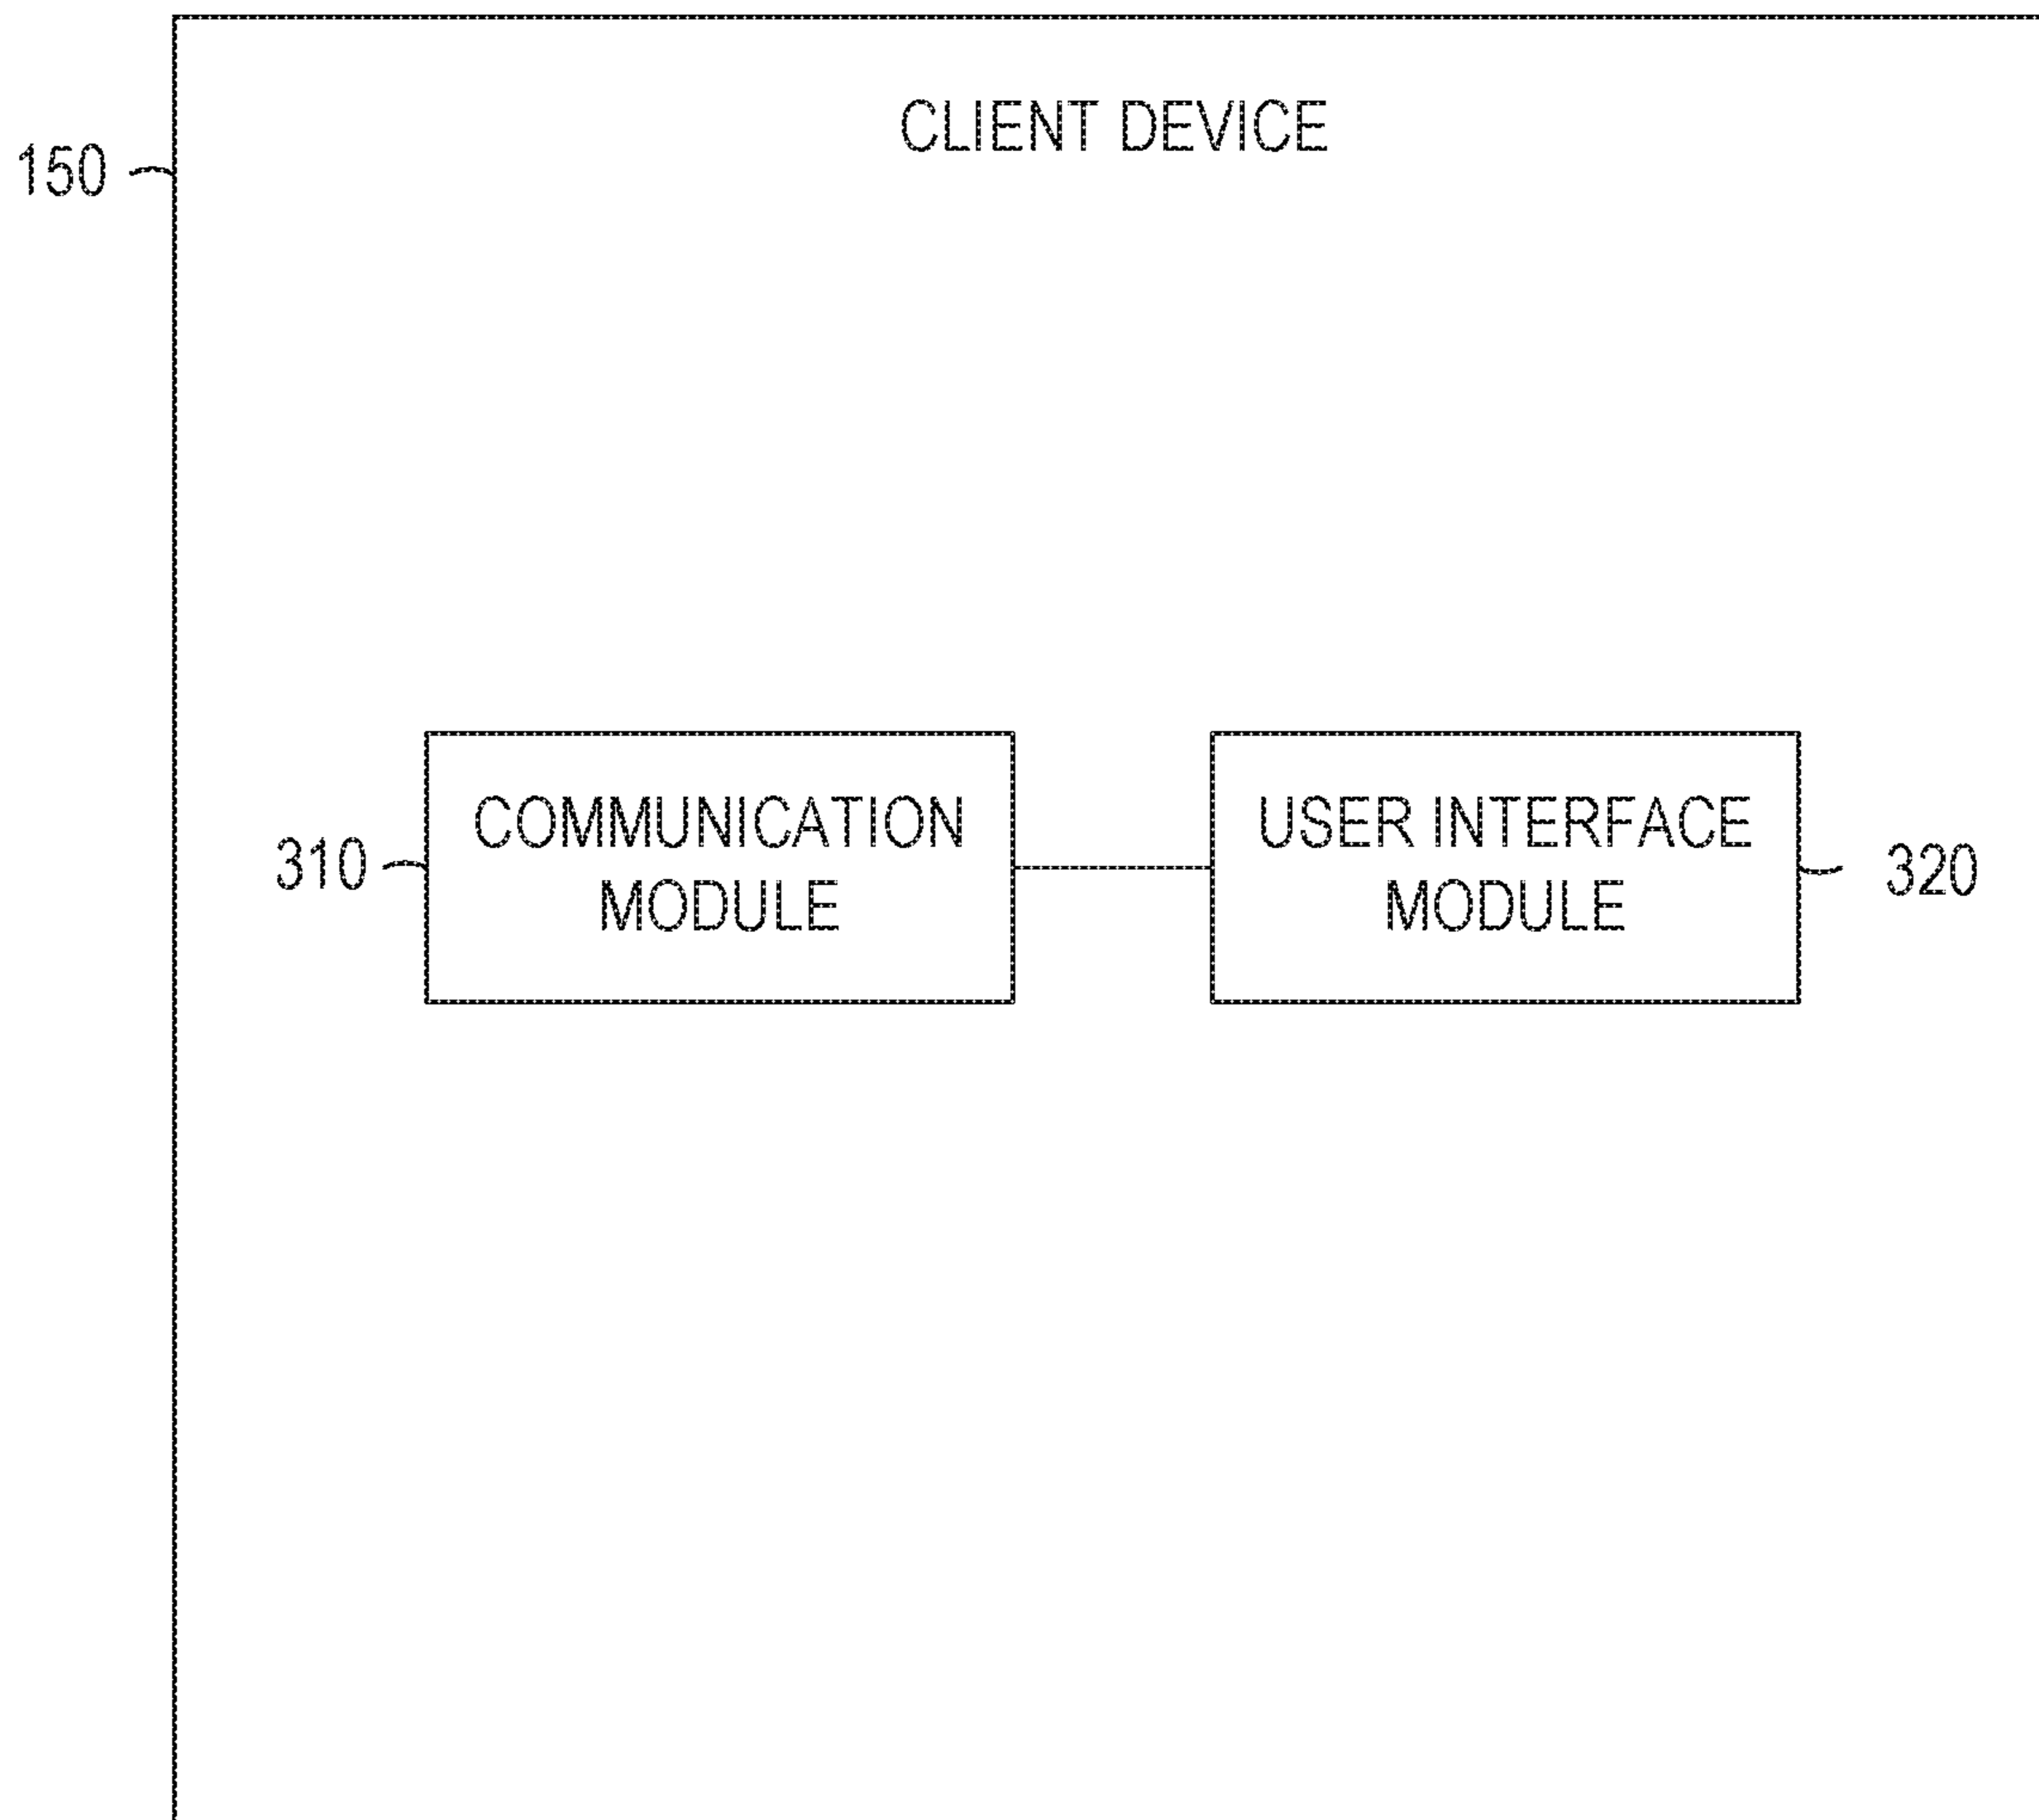 CLIENT DEVICE
150
COMMUNICATION
MODULE
310
USER INTERFACE
MODULE
320